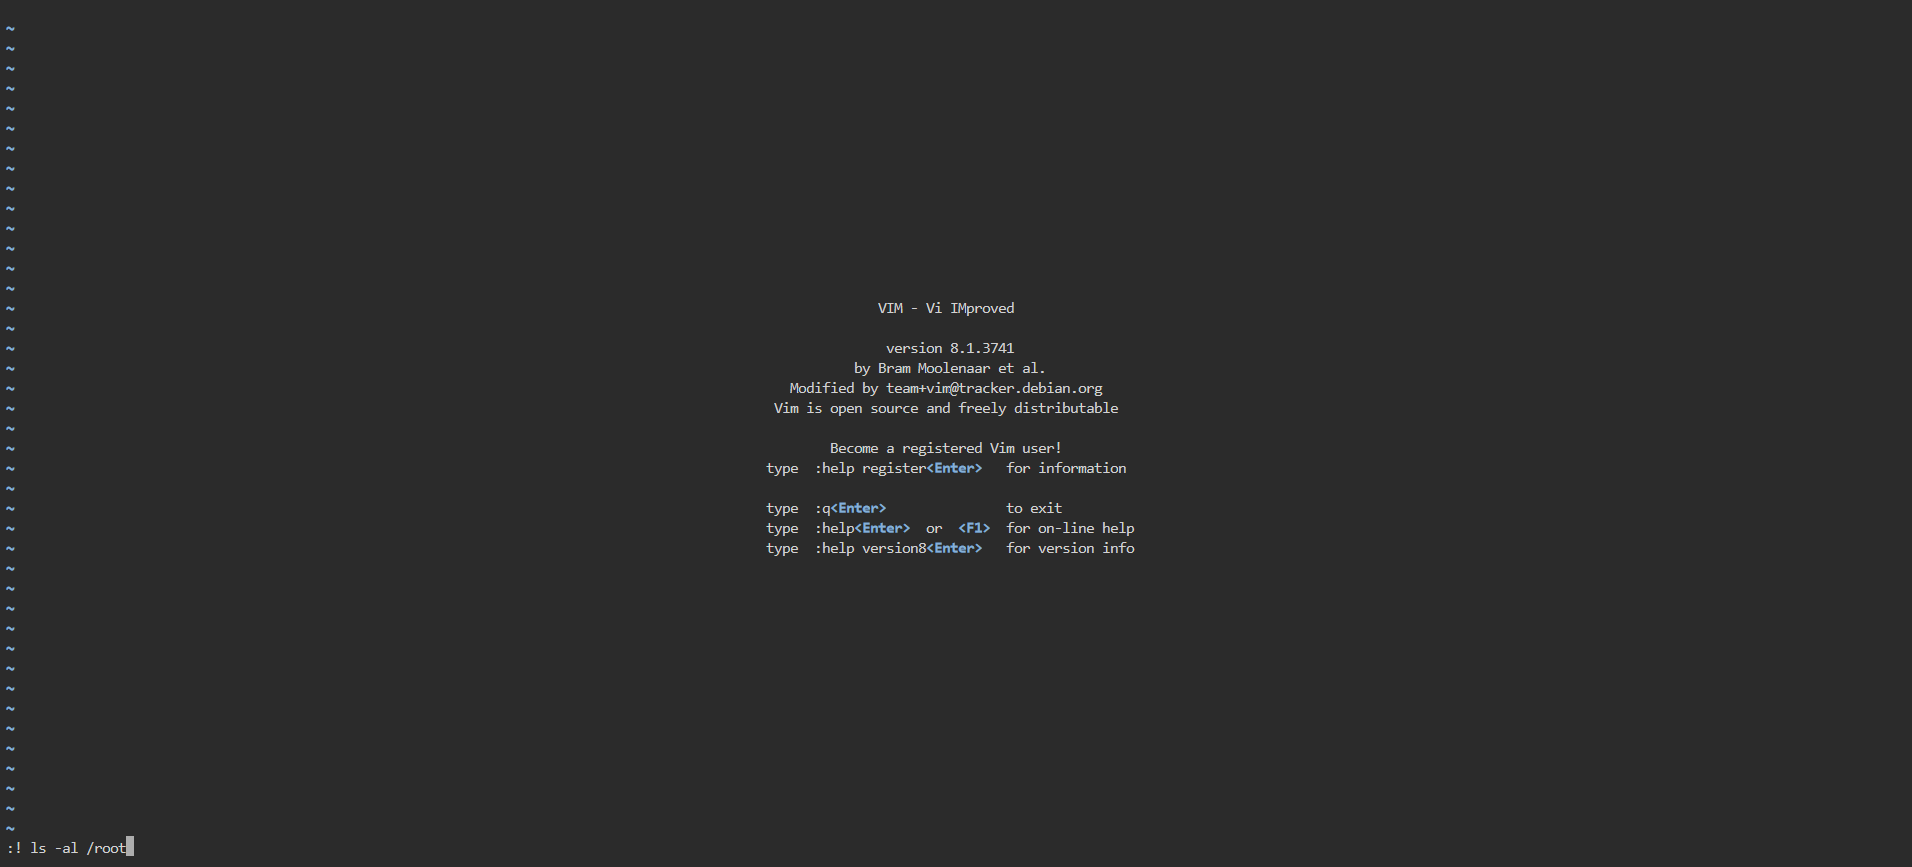 ~
~
~
~
~
~
~
~
~
~
~
~
~
~
~ VIM - Vi IMproved
~
~ version 8.1.3741
~ by Bram Moolenaar et al.
~ Modified by team+vim@tracker.debian.org
~ Vim is open source and freely distributable
~
~ Become a registered Vim user!
~ type  :help register<Enter>   for information
~
~ type  :q<Enter>               to exit
~ type  :help<Enter>  or  <F1>  for on-line help
~ type  :help version8<Enter>   for version info
~
~
~
~
~
~
~
~
~
~
~
~
~
~
:! ls -al /root